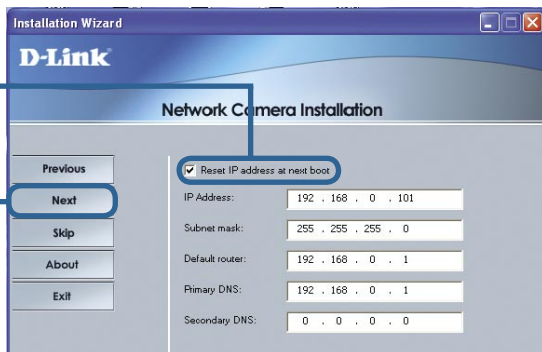 Installation Wizard
D-Link
Network Camera Installation
Previous
Next
Skip
About
Exit
Reset IP address at next boot
IP Address: 192 . 168 . 0 . 101
Subnet mask: 255 . 255 . 255 . 0
Default router: 192 . 168 . 0 . 1
Primary DNS: 192 . 168 . 0 . 1
Secondary DNS: 0 . 0 . 0 . 0